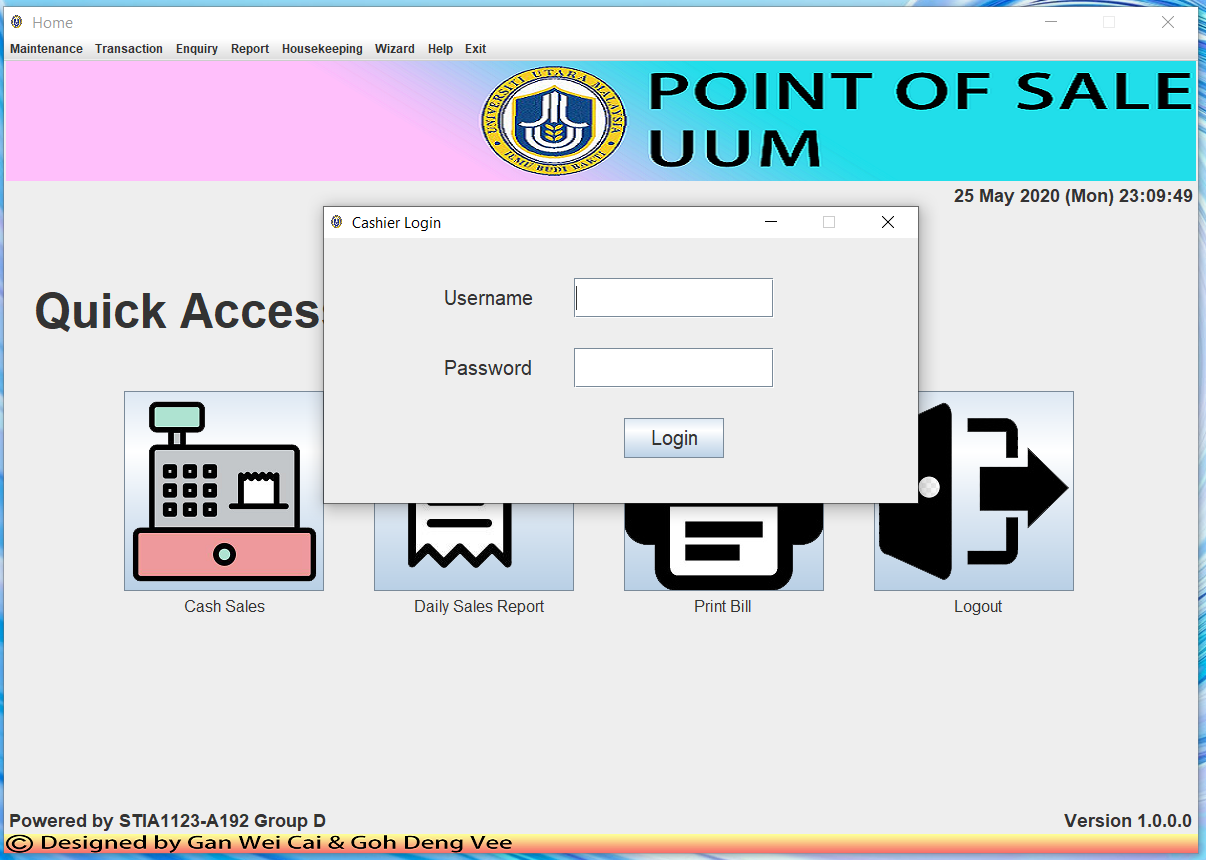 Home
Maintenance Transaction Enquiry Report Housekeeping Wizard Help Exit
UNIVERSITI UTARA MALAYSIA
ILMU BUDI BAKTI
POINT OF SALE
UUM
25 May 2020 (Mon) 23:09:49
Cashier Login
Username
Password
Login
Quick Access
Cash Sales
Daily Sales Report
Print Bill
Logout
Powered by STIA1123-A192 Group D
Version 1.0.0.0
© Designed by Gan Wei Cai & Goh Deng Vee